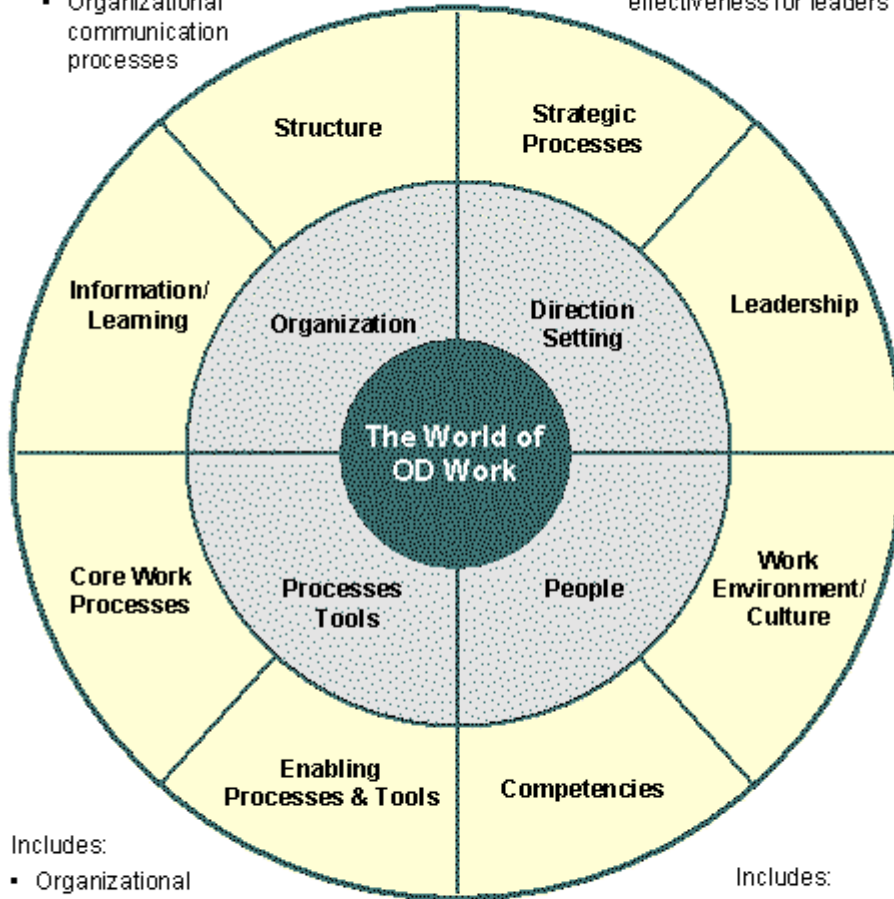 ▪ Organizational
communication
processes
effectiveness for leaders
Structure
Strategic
Processes
Information/
Learning
Organization
Direction
Setting
Leadership
The World of
OD Work
Core Work
Processes
Processes
Tools
People
Work
Environment/
Culture
Enabling
Processes & Tools
Competencies
Includes:
▪ Organizational
Includes: